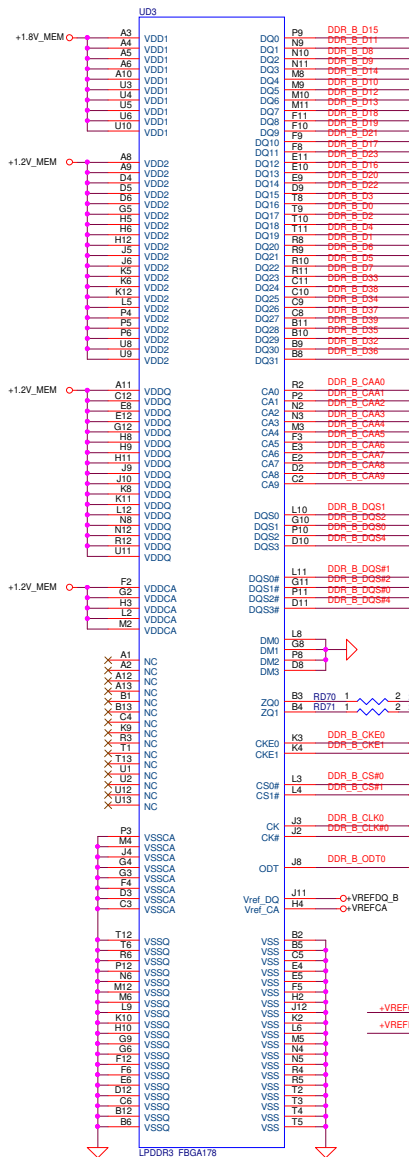 UD3
+1.8V_MEM
A3 VDD1
A4 VDD1
A5 VDD1
A6 VDD1
A10 VDD1
U3 VDD1
U4 VDD1
U5 VDD1
U6 VDD1
U10 VDD1
+1.2V_MEM
A8 VDD2
A9 VDD2
D4 VDD2
D5 VDD2
D6 VDD2
G5 VDD2
H5 VDD2
H6 VDD2
H12 VDD2
J5 VDD2
J6 VDD2
K5 VDD2
K6 VDD2
K12 VDD2
L5 VDD2
P4 VDD2
P5 VDD2
P6 VDD2
U8 VDD2
U9 VDD2
+1.2V_MEM
A11 VDDQ
C12 VDDQ
E8 VDDQ
E12 VDDQ
G12 VDDQ
H8 VDDQ
H9 VDDQ
H11 VDDQ
J9 VDDQ
J10 VDDQ
K8 VDDQ
K11 VDDQ
L12 VDDQ
N8 VDDQ
N12 VDDQ
R12 VDDQ
U11 VDDQ
+1.2V_MEM
F2 VDDCA
G2 VDDCA
H3 VDDCA
L2 VDDCA
M2 VDDCA
A1 NC
A2 NC
A12 NC
A13 NC
B1 NC
B13 NC
C4 NC
K9 NC
R3 NC
T1 NC
T13 NC
U1 NC
U2 NC
U12 NC
U13 NC
P3 VSSCA
M4 VSSCA
J4 VSSCA
G4 VSSCA
G3 VSSCA
F4 VSSCA
D3 VSSCA
C3 VSSCA
T12 VSSQ
T6 VSSQ
R6 VSSQ
P12 VSSQ
N6 VSSQ
M12 VSSQ
M6 VSSQ
L9 VSSQ
K10 VSSQ
H10 VSSQ
G9 VSSQ
G6 VSSQ
F12 VSSQ
F6 VSSQ
E6 VSSQ
D12 VSSQ
C6 VSSQ
B12 VSSQ
B6 VSSQ
DQ0 P9 DDR_B_D15
DQ1 N9 DDR_B_D11
DQ2 N10 DDR_B_D8
DQ3 N11 DDR_B_D9
DQ4 M8 DDR_B_D14
DQ5 M9 DDR_B_D10
DQ6 M10 DDR_B_D12
DQ7 M11 DDR_B_D13
DQ8 F11 DDR_B_D18
DQ9 F10 DDR_B_D19
DQ10 F9 DDR_B_D21
DQ11 F8 DDR_B_D17
DQ12 E11 DDR_B_D23
DQ13 E10 DDR_B_D16
DQ14 E9 DDR_B_D20
DQ15 D9 DDR_B_D22
DQ16 T8 DDR_B_D3
DQ17 T9 DDR_B_D0
DQ18 T10 DDR_B_D2
DQ19 T11 DDR_B_D4
DQ20 R8 DDR_B_D1
DQ21 R9 DDR_B_D6
DQ22 R10 DDR_B_D5
DQ23 R11 DDR_B_D7
DQ24 C11 DDR_B_D33
DQ25 C10 DDR_B_D38
DQ26 C9 DDR_B_D34
DQ27 C8 DDR_B_D37
DQ28 B11 DDR_B_D39
DQ29 B10 DDR_B_D35
DQ30 B9 DDR_B_D32
DQ31 B8 DDR_B_D36
CA0 R2 DDR_B_CAA0
CA1 P2 DDR_B_CAA1
CA2 N2 DDR_B_CAA2
CA3 N3 DDR_B_CAA3
CA4 M3 DDR_B_CAA4
CA5 F3 DDR_B_CAA5
CA6 E3 DDR_B_CAA6
CA7 E2 DDR_B_CAA7
CA8 D2 DDR_B_CAA8
CA9 C2 DDR_B_CAA9
DQS0 L10 DDR_B_DQS1
DQS1 G10 DDR_B_DQS2
DQS2 P10 DDR_B_DQS0
DQS3 D10 DDR_B_DQS4
DQS0# L11 DDR_B_DQS#1
DQS1# G11 DDR_B_DQS#2
DQS2# P11 DDR_B_DQS#0
DQS3# D11 DDR_B_DQS#4
DM0 L8
DM1 G8
DM2 P8
DM3 D8
ZQ0 B3 RD70 1 2
ZQ1 B4 RD71 1 2
CKE0 K3 DDR_B_CKE0
CKE1 K4 DDR_B_CKE1
CS0# L3 DDR_B_CS#0
CS1# L4 DDR_B_CS#1
CK J3 DDR_B_CLK0
CK# J2 DDR_B_CLK#0
ODT J8 DDR_B_ODT0
Vref_DQ J11 +VREFDQ_B
Vref_CA H4 +VREFCA
VSS B2
VSS B5
VSS C5
VSS E4
VSS E5
VSS F5
VSS H2
VSS J12
VSS K2
VSS L6
VSS M5
VSS N4
VSS N5
VSS R4
VSS R5
VSS T2
VSS T3
VSS T4
VSS T5
LPDDR3_FBGA178